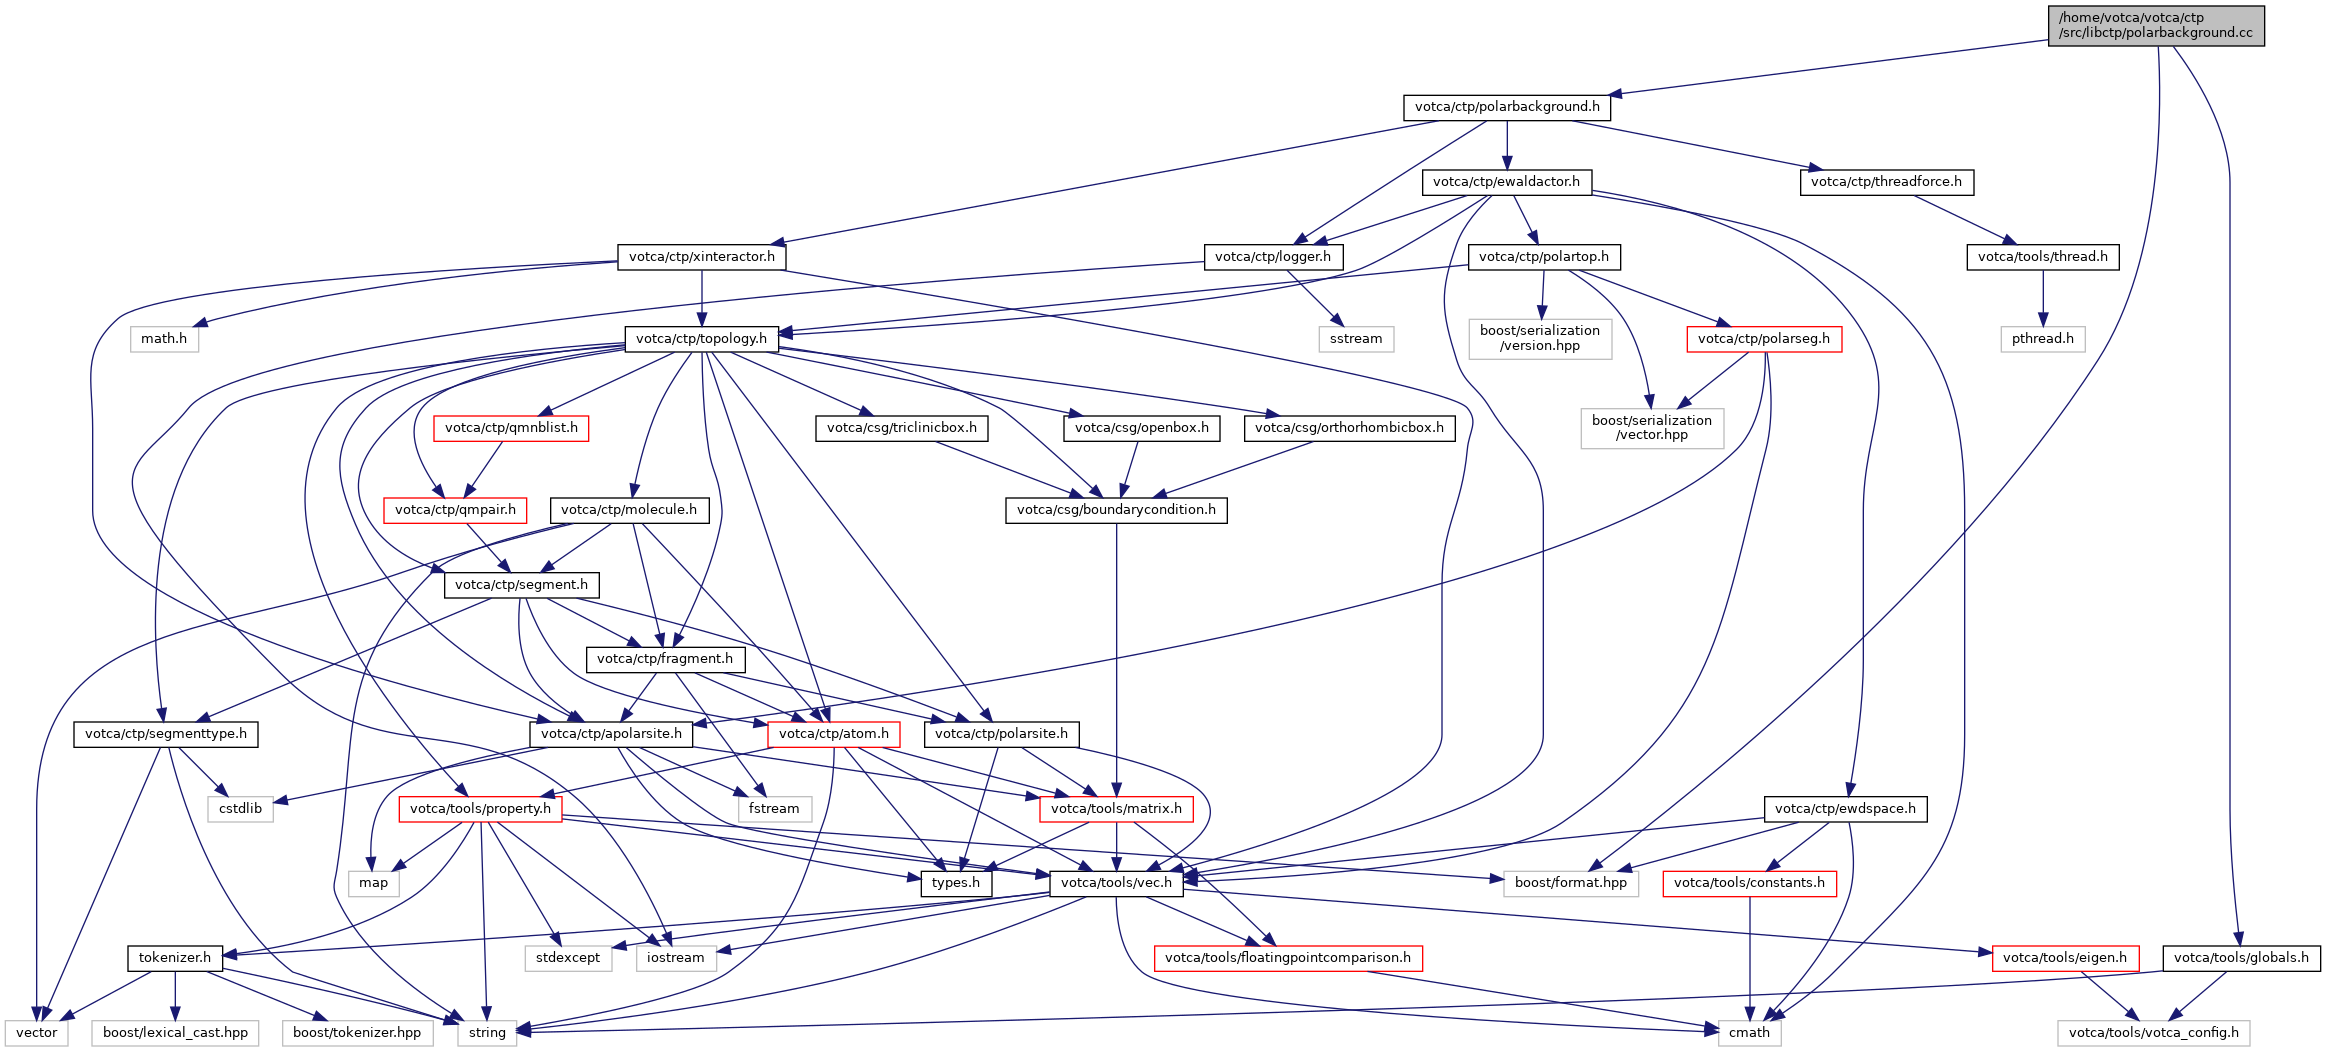 /home/votca/votca/ctp
/src/libctp/polarbackground.cc
votca/ctp/polarbackground.h
votca/ctp/ewaldactor.h
votca/ctp/threadforce.h
votca/ctp/xinteractor.h
votca/ctp/logger.h
votca/ctp/polartop.h
votca/tools/thread.h
math.h
votca/ctp/topology.h
sstream
boost/serialization
/version.hpp
votca/ctp/polarseg.h
pthread.h
votca/ctp/qmnblist.h
votca/csg/triclinicbox.h
votca/csg/openbox.h
votca/csg/orthorhombicbox.h
boost/serialization
/vector.hpp
votca/ctp/qmpair.h
votca/ctp/molecule.h
votca/csg/boundarycondition.h
votca/ctp/segment.h
votca/ctp/fragment.h
votca/ctp/segmenttype.h
votca/ctp/apolarsite.h
votca/ctp/atom.h
votca/ctp/polarsite.h
cstdlib
votca/tools/property.h
fstream
votca/tools/matrix.h
votca/ctp/ewdspace.h
map
types.h
votca/tools/vec.h
boost/format.hpp
votca/tools/constants.h
tokenizer.h
stdexcept
iostream
votca/tools/floatingpointcomparison.h
votca/tools/eigen.h
votca/tools/globals.h
vector
boost/lexical_cast.hpp
boost/tokenizer.hpp
string
cmath
votca/tools/votca_config.h